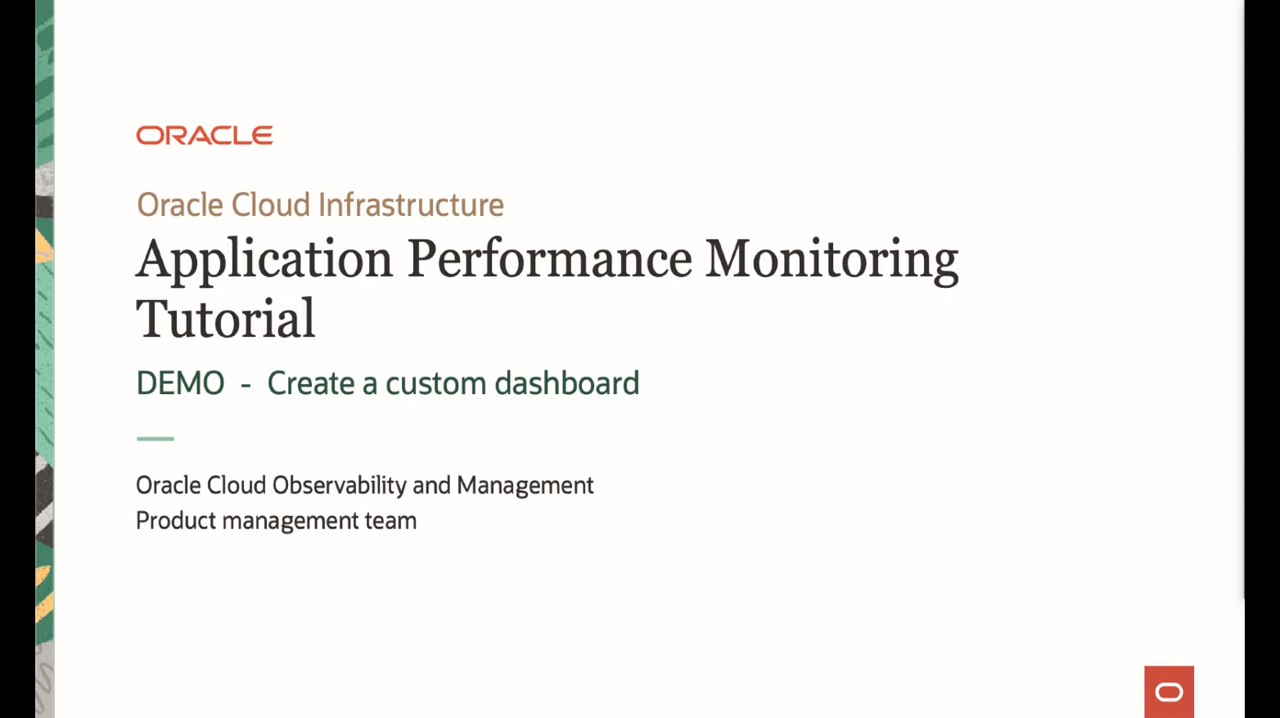 ORACLE
Oracle Cloud Infrastructure
Application Performance Monitoring
Tutorial
DEMO - Create a custom dashboard
Oracle Cloud Observability and Management
Product management team